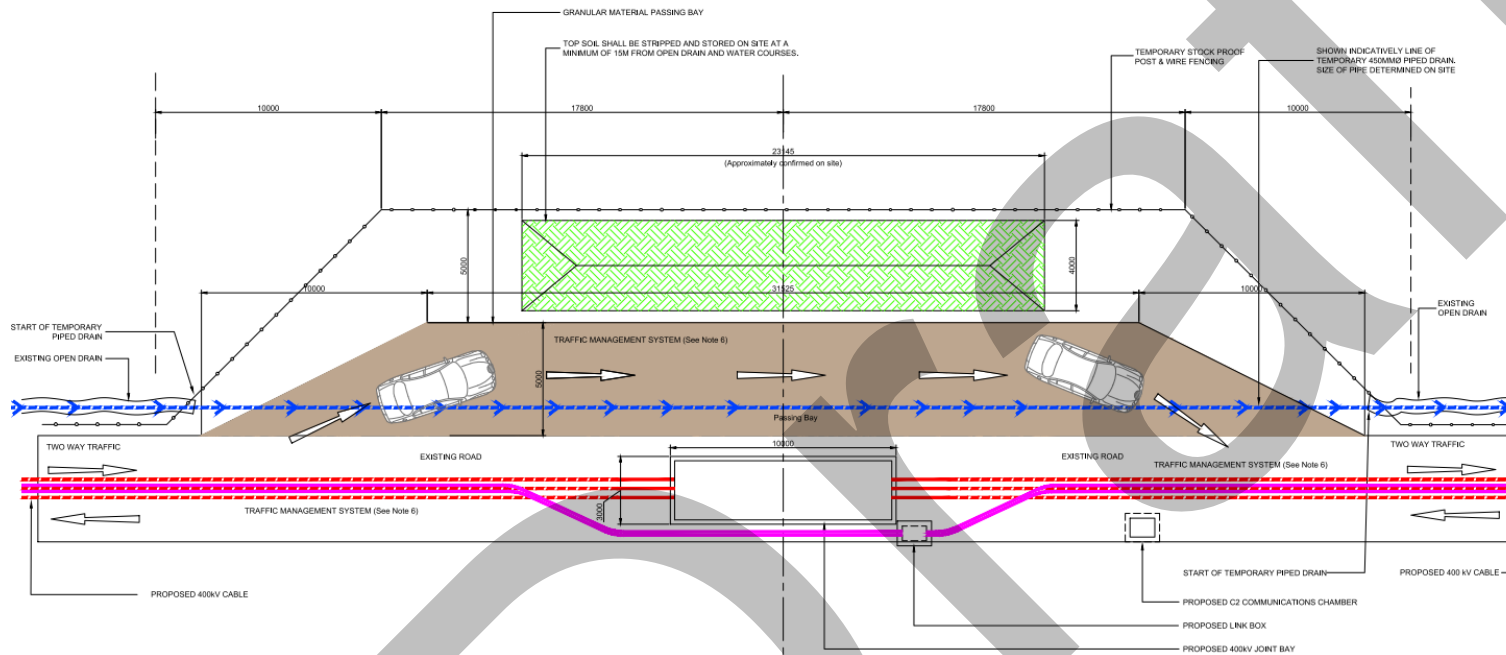 GRANULAR MATERIAL PASSING BAY
TOP SOIL SHALL BE STRIPPED AND STORED ON SITE AT A
MINIMUM OF 15M FROM OPEN DRAIN AND WATER COURSES.
TEMPORARY STOCK PROOF
POST & WIRE FENCING
SHOWN INDICATIVELY LINE OF
TEMPORARY 450MMØ PIPED DRAIN.
SIZE OF PIPE DETERMINED ON SITE
10000
17800
17800
10000
23145
(Approximately confirmed on site)
5000
4000
10000
31525
10000
EXISTING
OPEN DRAIN
START OF TEMPORARY
PIPED DRAIN
EXISTING OPEN DRAIN
TRAFFIC MANAGEMENT SYSTEM (See Note 6)
5000
Passing Bay
TWO WAY TRAFFIC
EXISTING ROAD
10000
EXISTING ROAD
TWO WAY TRAFFIC
TRAFFIC MANAGEMENT SYSTEM (See Note 6)
3000
TRAFFIC MANAGEMENT SYSTEM (See Note 6)
START OF TEMPORARY PIPED DRAIN
PROPOSED 400 kV CABLE
PROPOSED 400kV CABLE
PROPOSED C2 COMMUNICATIONS CHAMBER
PROPOSED LINK BOX
PROPOSED 400kV JOINT BAY